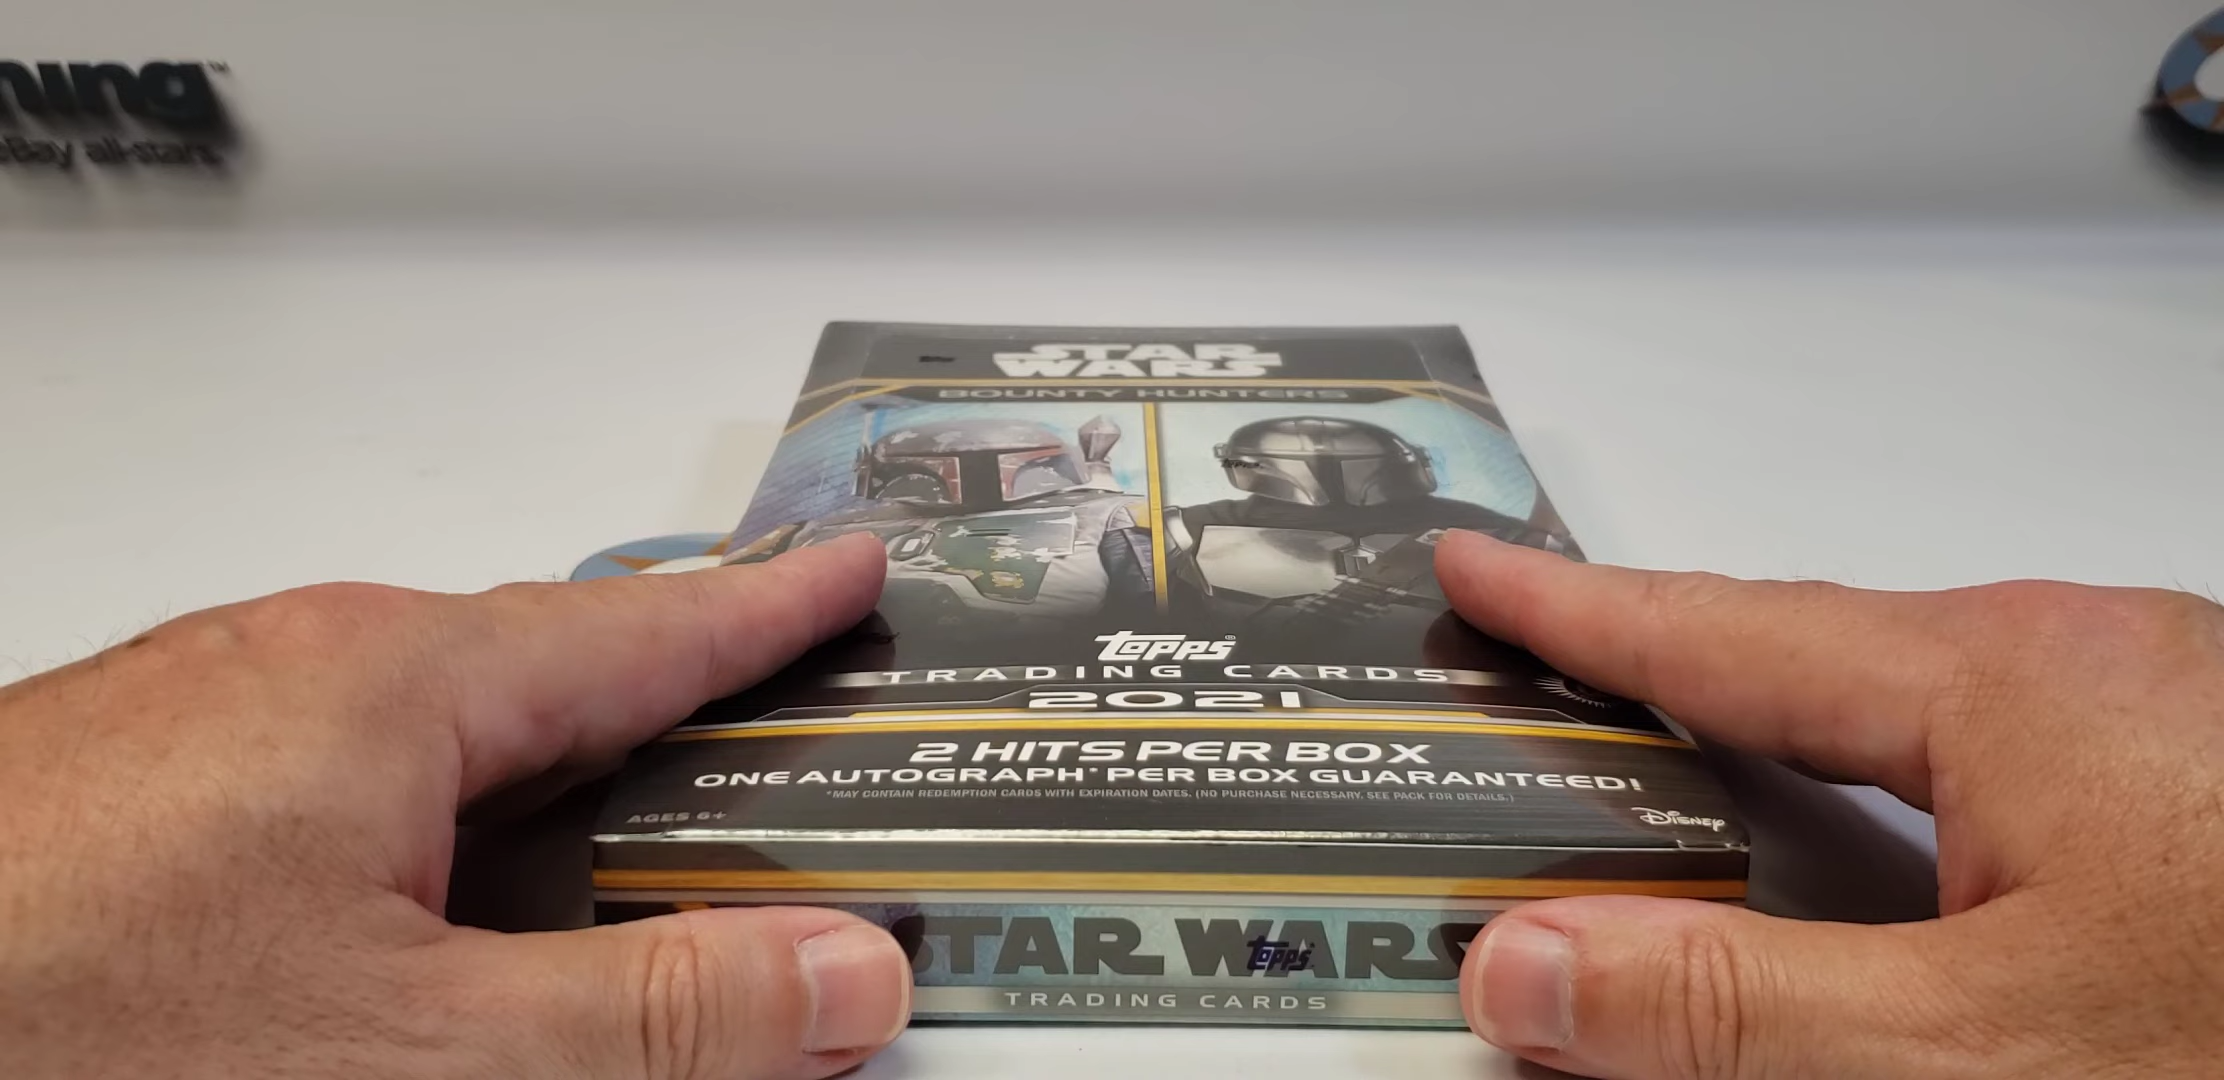 ning™
eBay all-stars
STAR
WARS
BOUNTY HUNTERS
topps
topps®
TRADING CARDS
2021
2 HITS PER BOX
ONE AUTOGRAPH* PER BOX GUARANTEED!
*MAY CONTAIN REDEMPTION CARDS WITH EXPIRATION DATES. (NO PURCHASE NECESSARY. SEE PACK FOR DETAILS.)
AGES 6+
Disney
STAR WARS
topps
TRADING CARDS